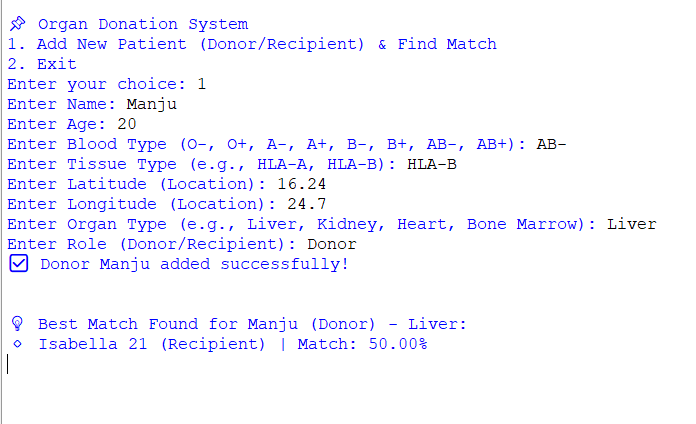 📌 Organ Donation System
1. Add New Patient (Donor/Recipient) & Find Match
2. Exit
Enter your choice: 1
Enter Name: Manju
Enter Age: 20
Enter Blood Type (O-, O+, A-, A+, B-, B+, AB-, AB+): AB-
Enter Tissue Type (e.g., HLA-A, HLA-B): HLA-B
Enter Latitude (Location): 16.24
Enter Longitude (Location): 24.7
Enter Organ Type (e.g., Liver, Kidney, Heart, Bone Marrow): Liver
Enter Role (Donor/Recipient): Donor
☑ Donor Manju added successfully!
💡 Best Match Found for Manju (Donor) - Liver:
🔹 Isabella 21 (Recipient) | Match: 50.00%